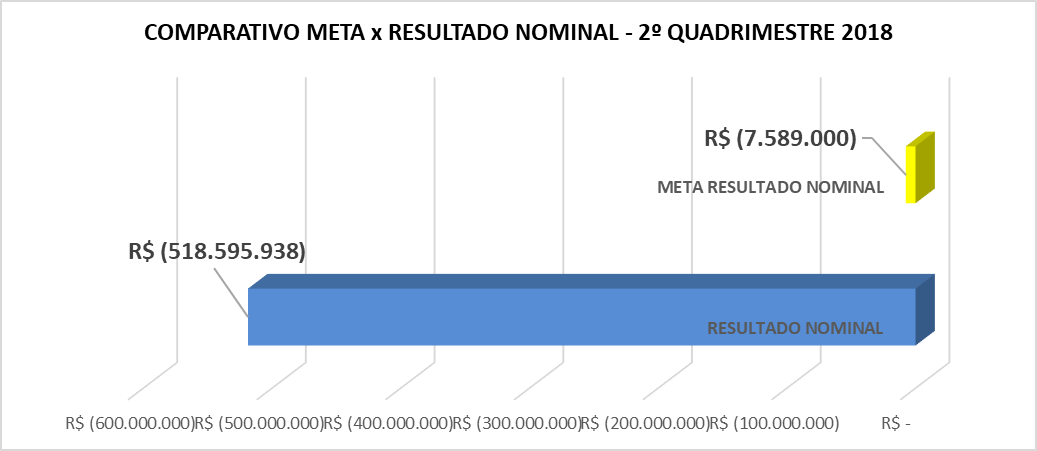 COMPARATIVO META x RESULTADO NOMINAL - 2º QUADRIMESTRE 2018
R$ (7.589.000)
META RESULTADO NOMINAL
R$ (518.595.938)
RESULTADO NOMINAL
R$ (600.000.000) R$ (500.000.000) R$ (400.000.000) R$ (300.000.000) R$ (200.000.000) R$ (100.000.000) R$ -